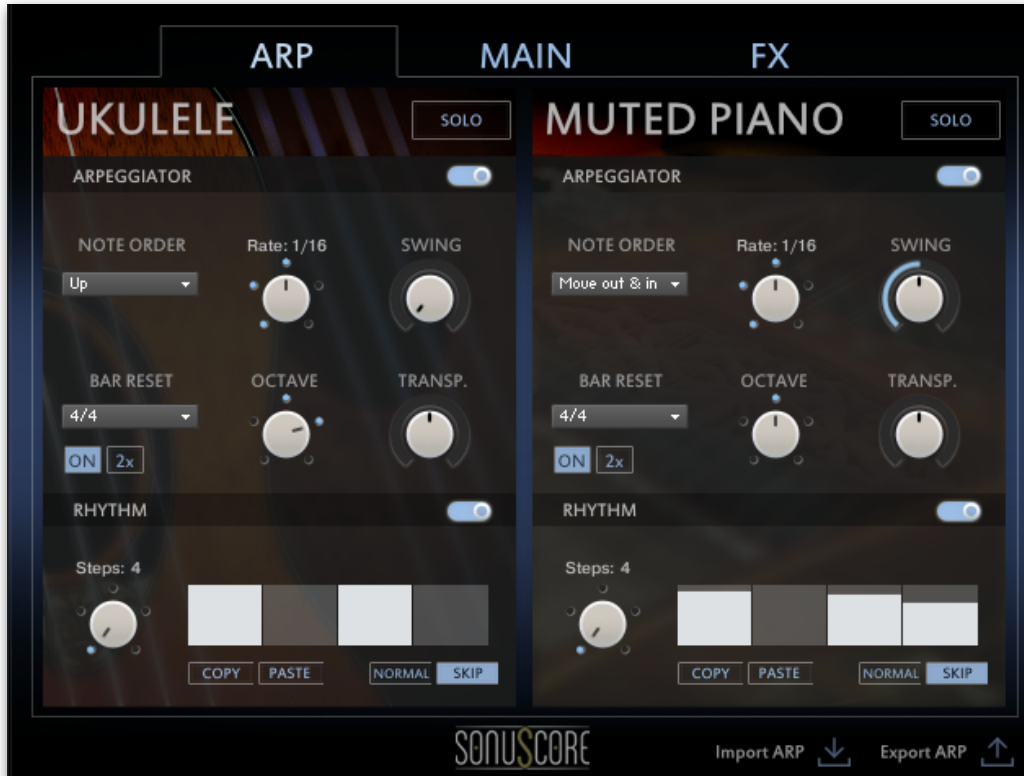 ARP MAIN FX
UKULELE SOLO
ARPEGGIATOR
NOTE ORDER Rate: 1/16 SWING
Up
BAR RESET OCTAVE TRANSP.
4/4
ON 2x
RHYTHM
Steps: 4
COPY PASTE NORMAL SKIP
MUTED PIANO SOLO
ARPEGGIATOR
NOTE ORDER Rate: 1/16 SWING
Move out & in
BAR RESET OCTAVE TRANSP.
4/4
ON 2x
RHYTHM
Steps: 4
COPY PASTE NORMAL SKIP
SONUSCORE Import ARP Export ARP